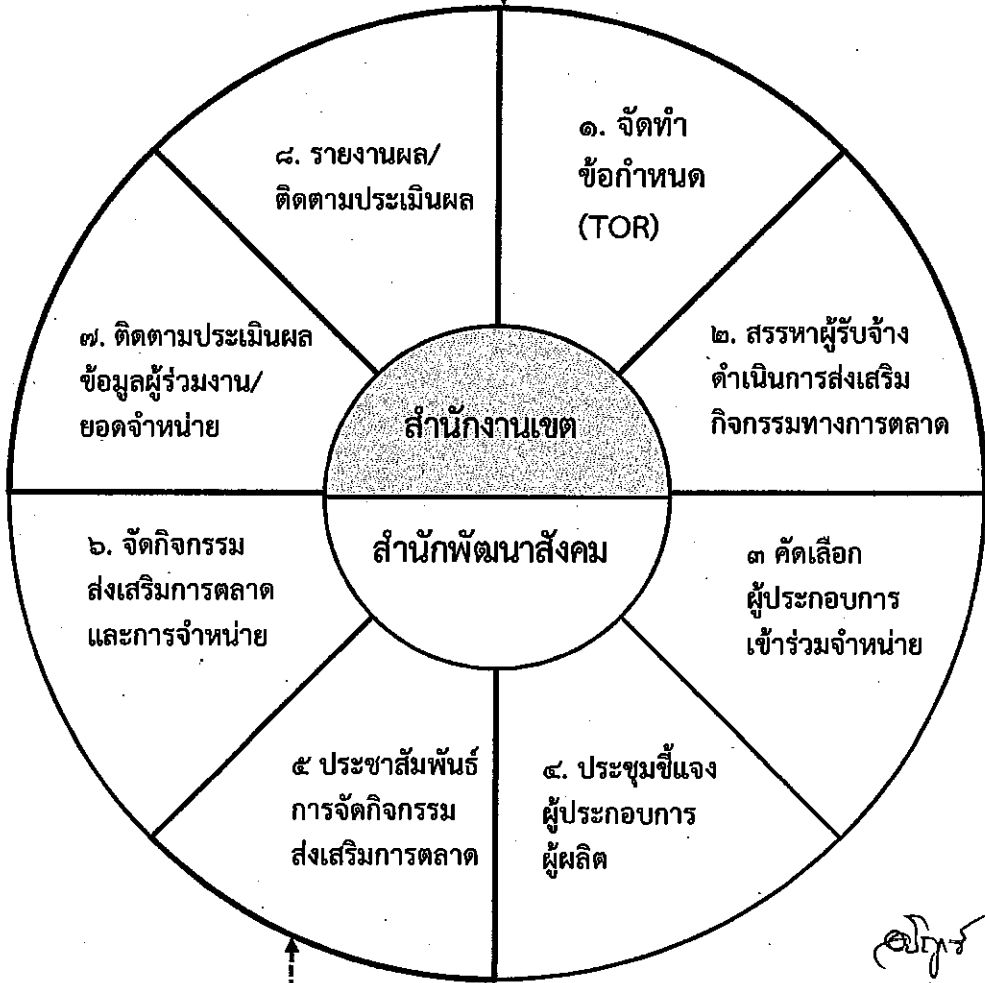 ๑. จัดทำ
ข้อกำหนด
(TOR)
๒. สรรหาผู้รับจ้าง
ดำเนินการส่งเสริม
กิจกรรมทางการตลาด
๓ คัดเลือก
ผู้ประกอบการ
เข้าร่วมจำหน่าย
๔. ประชุมชี้แจง
ผู้ประกอบการ
ผู้ผลิต
๕ ประชาสัมพันธ์
การจัดกิจกรรม
ส่งเสริมการตลาด
๖. จัดกิจกรรม
ส่งเสริมการตลาด
และการจำหน่าย
๗. ติดตามประเมินผล
ข้อมูลผู้ร่วมงาน/
ยอดจำหน่าย
๘. รายงานผล/
ติดตามประเมินผล
สำนักงานเขต
สำนักพัฒนาสังคม